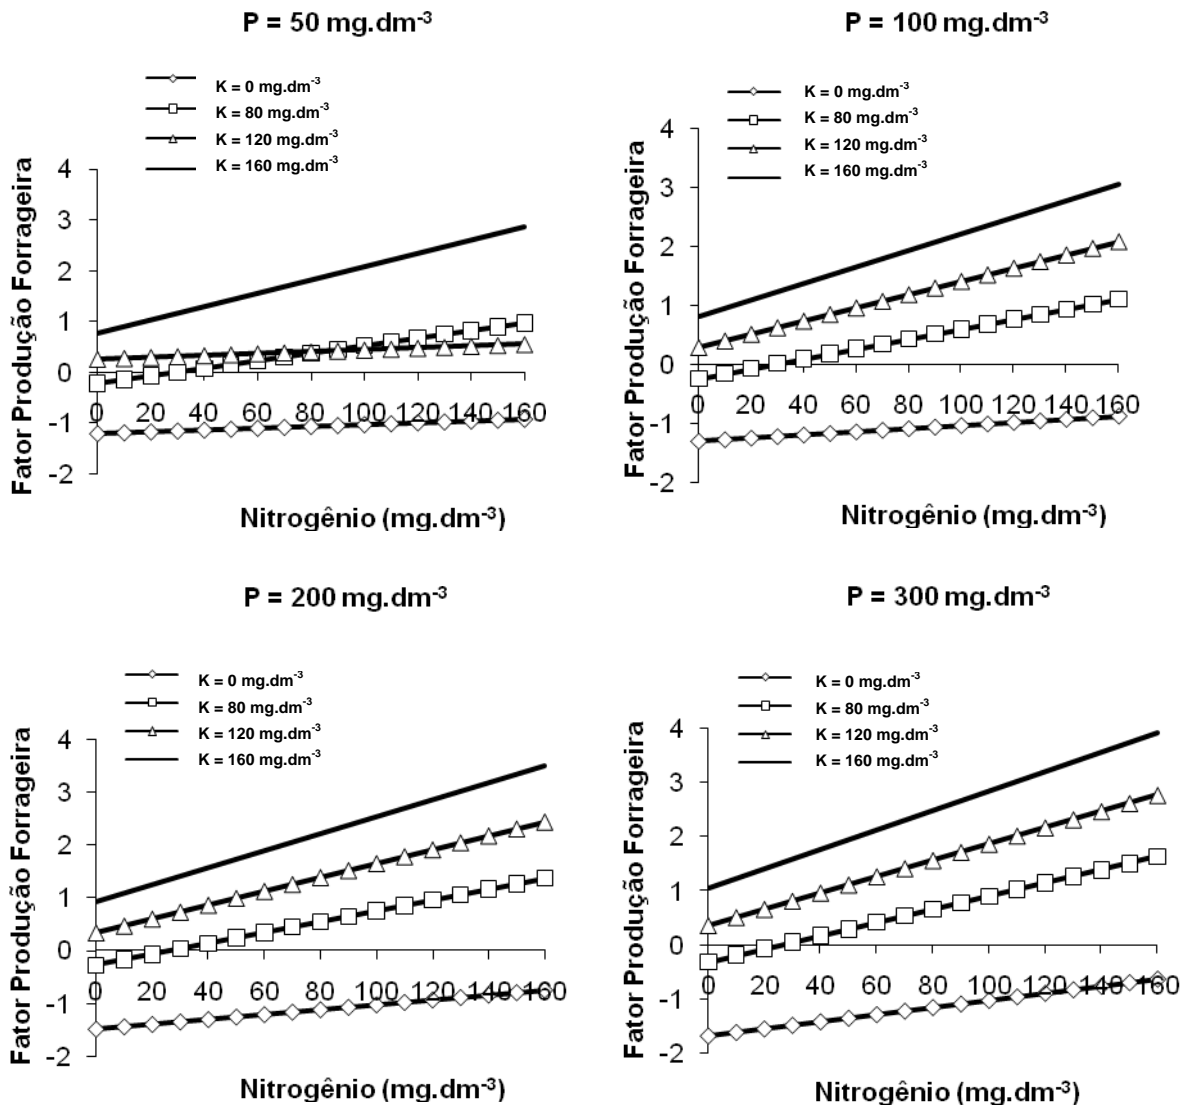 P = 50 mg.dm-3
K = 0 mg.dm-3
K = 80 mg.dm-3
K = 120 mg.dm-3
K = 160 mg.dm-3
Fator Produção Forrageira
4
3
2
1
0
-1
-2
0 20 40 60 80 100 120 140 160
Nitrogênio (mg.dm-3)
P = 100 mg.dm-3
K = 0 mg.dm-3
K = 80 mg.dm-3
K = 120 mg.dm-3
K = 160 mg.dm-3
Fator Produção Forrageira
4
3
2
1
0
-1
-2
0 20 40 60 80 100 120 140 160
Nitrogênio (mg.dm-3)
P = 200 mg.dm-3
K = 0 mg.dm-3
K = 80 mg.dm-3
K = 120 mg.dm-3
K = 160 mg.dm-3
Fator Produção Forrageira
4
3
2
1
0
-1
-2
0 20 40 60 80 100 120 140 160
Nitrogênio (mg.dm-3)
P = 300 mg.dm-3
K = 0 mg.dm-3
K = 80 mg.dm-3
K = 120 mg.dm-3
K = 160 mg.dm-3
Fator Produção Forrageira
4
3
2
1
0
-1
-2
0 20 40 60 80 100 120 140 160
Nitrogênio (mg.dm-3)